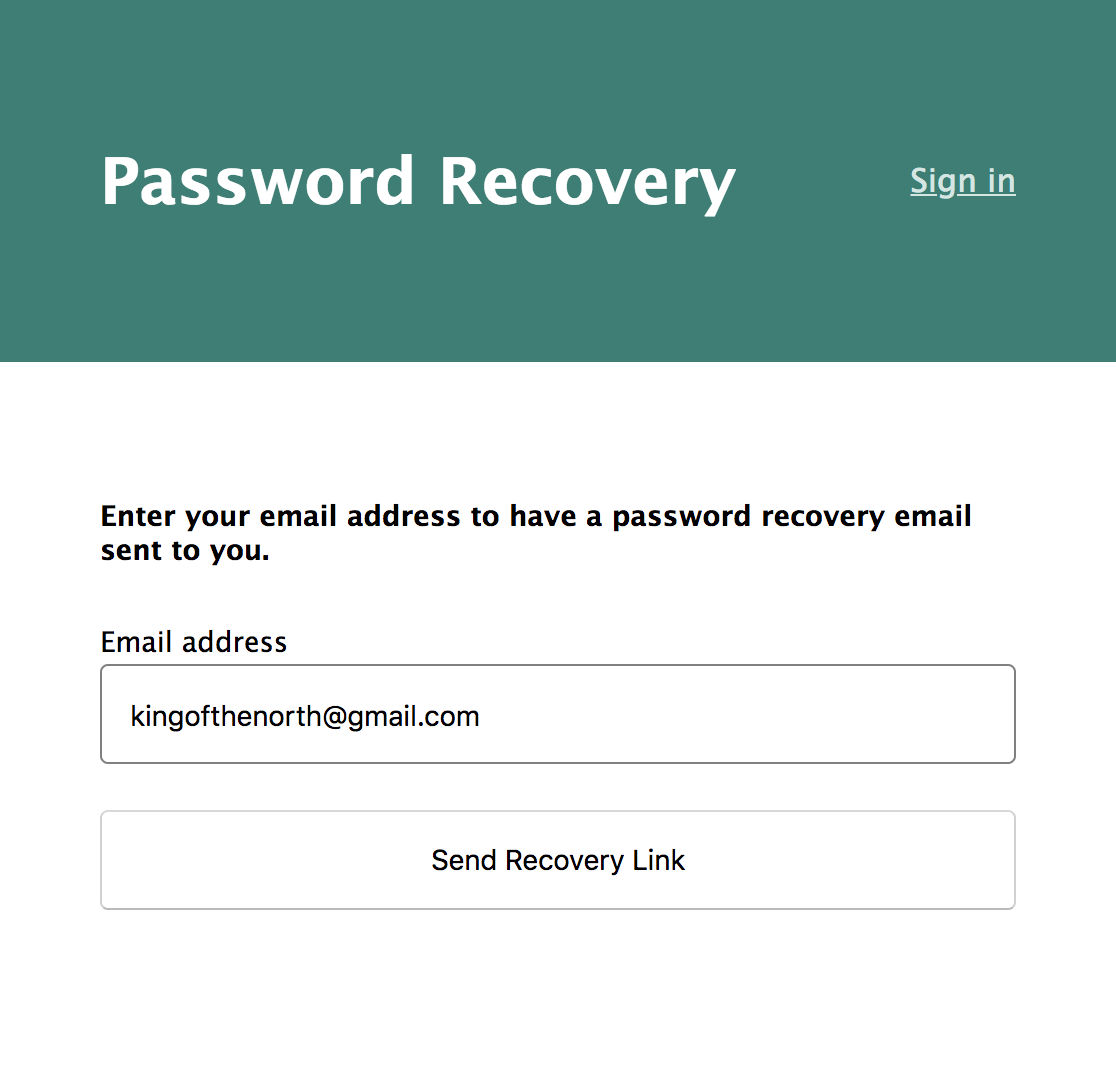 Password Recovery
Sign in
Enter your email address to have a password recovery email
sent to you.
Email address
kingofthenorth@gmail.com
Send Recovery Link